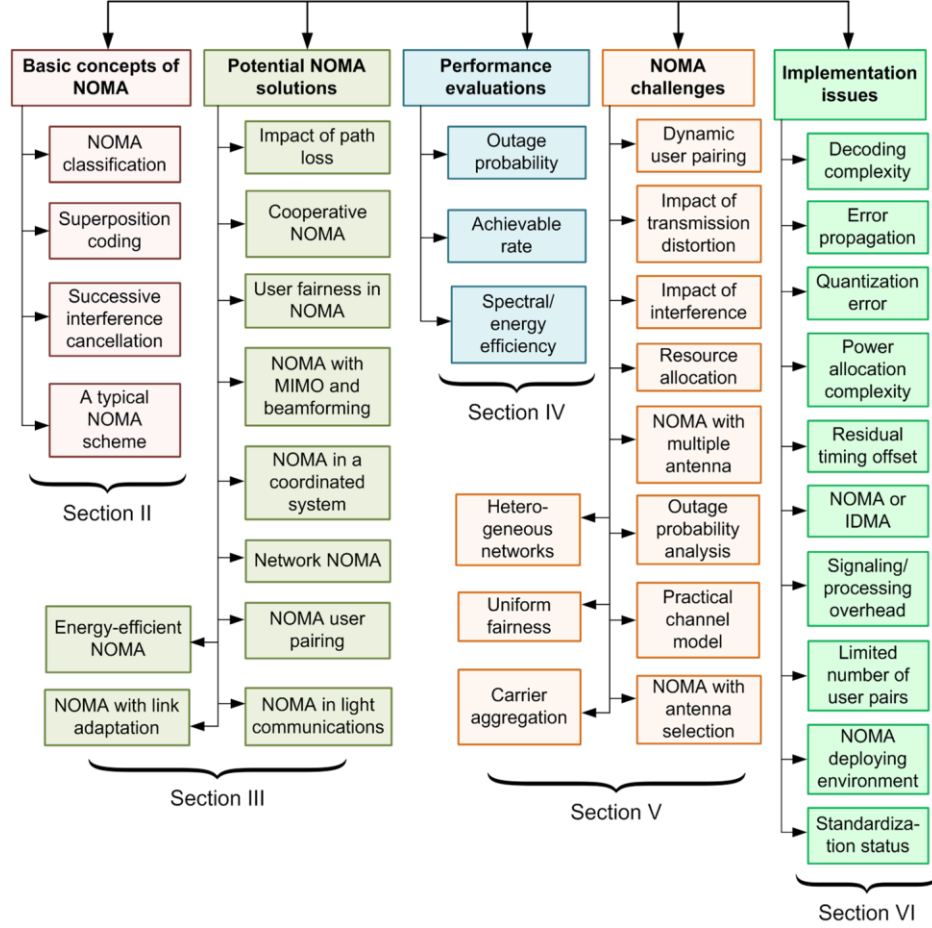 Basic concepts of
NOMA
NOMA
classification
Superposition
coding
Successive
interference
cancellation
A typical NOMA
scheme
Section II
Potential NOMA
solutions
Impact of path
loss
Cooperative
NOMA
User fairness in
NOMA
NOMA with
MIMO and
beamforming
NOMA in a
coordinated
system
Network NOMA
NOMA user
pairing
Energy-efficient
NOMA
NOMA with link
adaptation
NOMA in light
communications
Section III
Performance
evaluations
Outage
probability
Achievable
rate
Spectral/
energy
efficiency
Section IV
NOMA
challenges
Dynamic
user pairing
Impact of
transmission
distortion
Impact of
interference
Resource
allocation
NOMA with
multiple
antenna
Hetero-
geneous
networks
Outage
probability
analysis
Uniform
fairness
Practical
channel
model
Carrier
aggregation
NOMA with
antenna
selection
Section V
Implementation
issues
Decoding
complexity
Error
propagation
Quantization
error
Power
allocation
complexity
Residual
timing offset
NOMA or
IDMA
Signaling/
processing
overhead
Limited
number of
user pairs
NOMA
deploying
environment
Standardiza-
tion status
Section VI